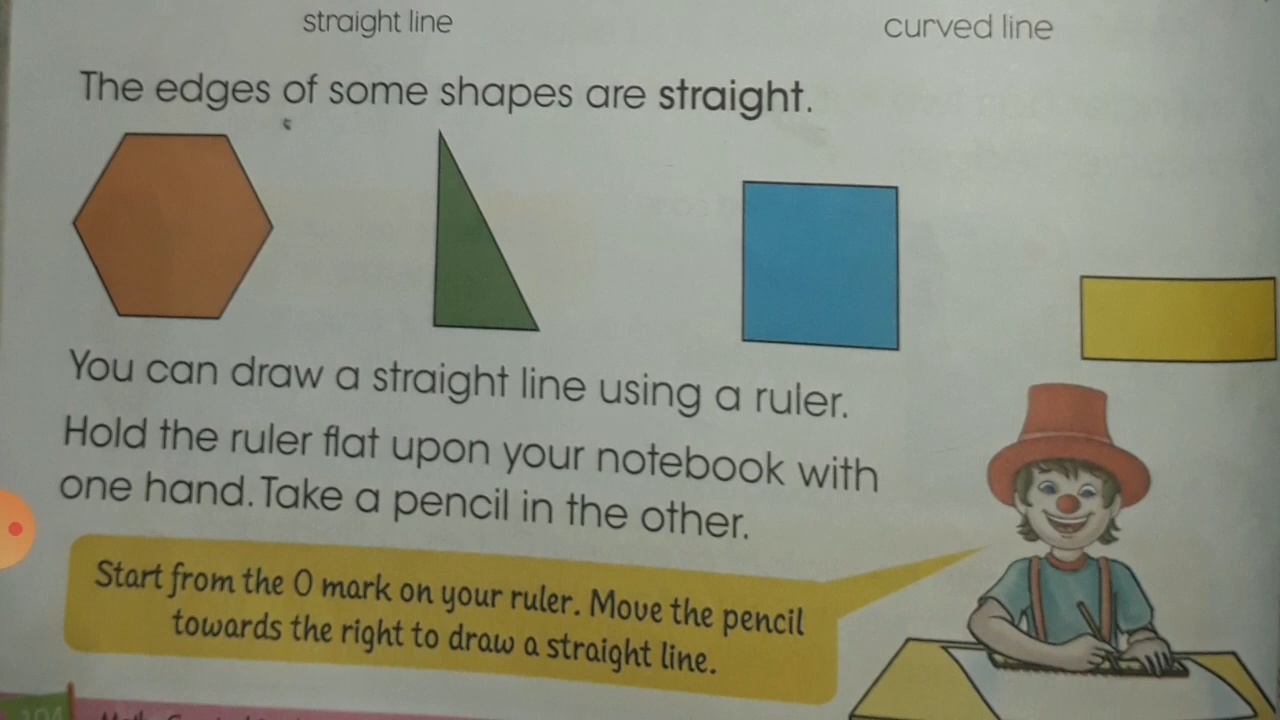 straight line
curved line
The edges of some shapes are straight.
You can draw a straight line using a ruler.
Hold the ruler flat upon your notebook with
one hand. Take a pencil in the other.
Start from the 0 mark on your ruler. Move the pencil
towards the right to draw a straight line.